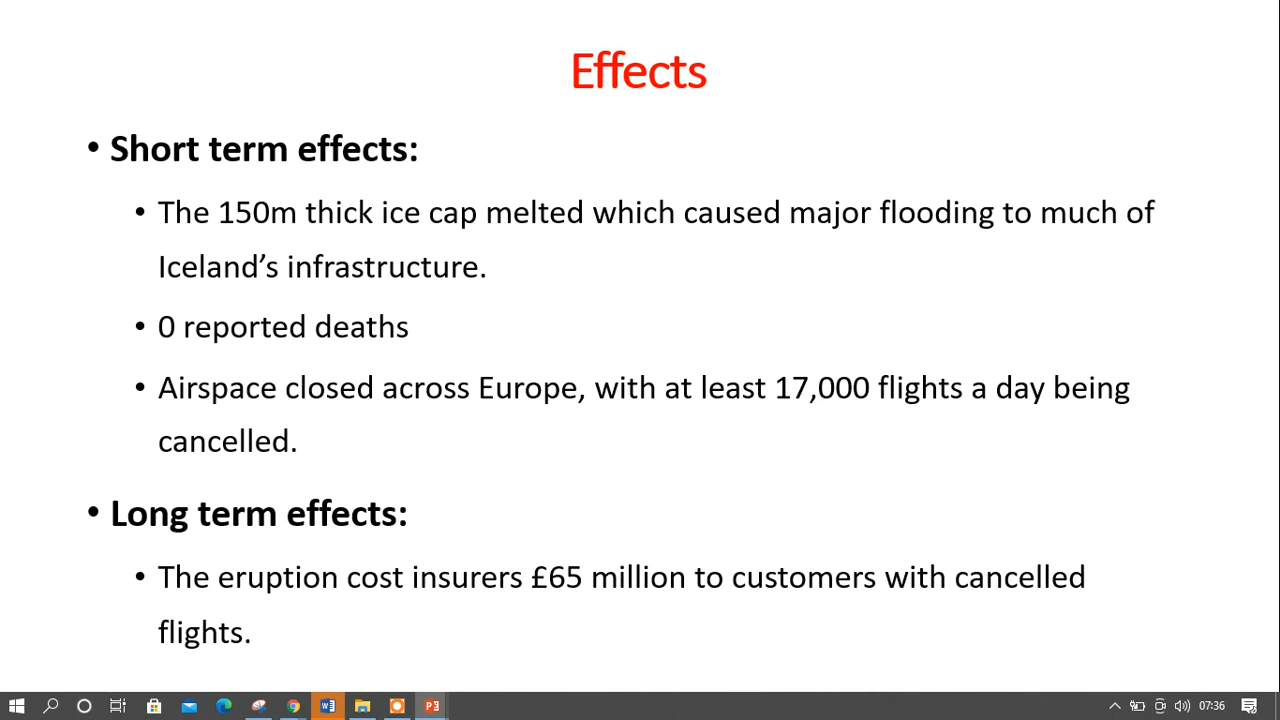 Effects
• Short term effects:
• The 150m thick ice cap melted which caused major flooding to much of
Iceland’s infrastructure.
• 0 reported deaths
• Airspace closed across Europe, with at least 17,000 flights a day being
cancelled.
• Long term effects:
• The eruption cost insurers £65 million to customers with cancelled
flights.
07:36